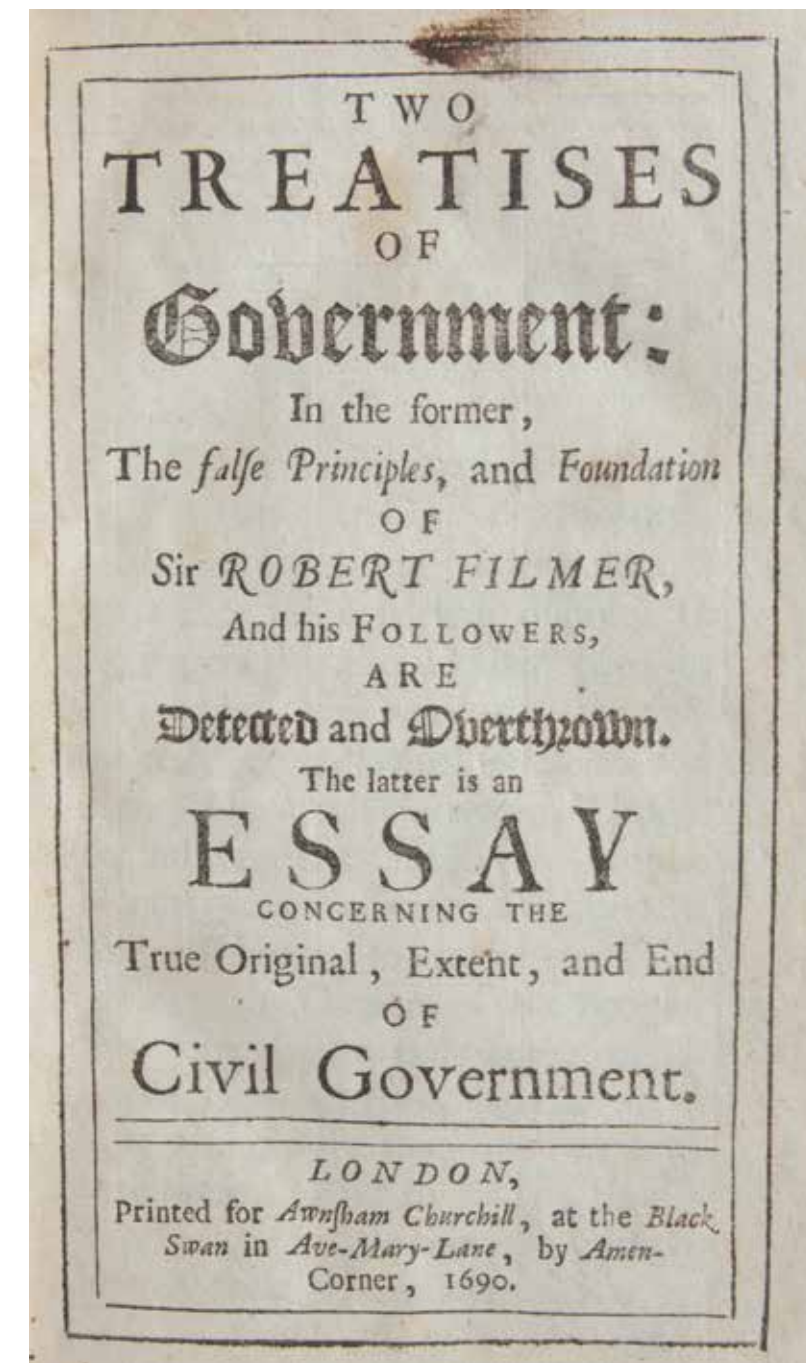 TWO
TREATISES
OF
Government:
In the former,
The falſe Principles, and Foundation
OF
Sir ROBERT FILMER,
And his FOLLOWERS,
ARE
Detected and Overthrown.
The latter is an
ESSAY
CONCERNING THE
True Original, Extent, and End
OF
Civil Government.
LONDON,
Printed for Awnſham Churchill, at the Black
Swan in Ave-Mary-Lane, by Amen-
Corner, 1690.